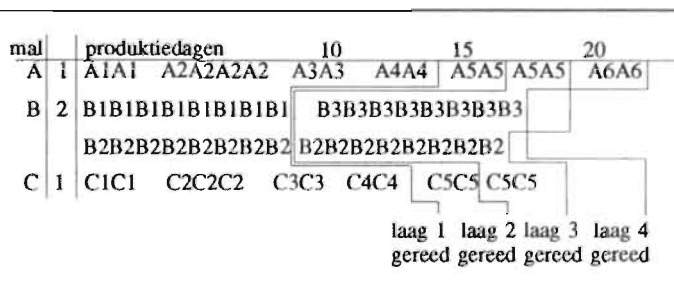 mal produktiedagen 10 15 20
A 1 A1A1 A2A2A2A2 A3A3 A4A4 A5A5 A5A5 A6A6
B 2 B1B1B1B1B1B1B1B1 B3B3B3B3B3B3B3B3
B2B2B2B2B2B2B2B2 B2B2B2B2B2B2B2B2
C 1 C1C1 C2C2C2 C3C3 C4C4 C5C5 C5C5
laag 1 laag 2 laag 3 laag 4
gereed gereed gereed gereed